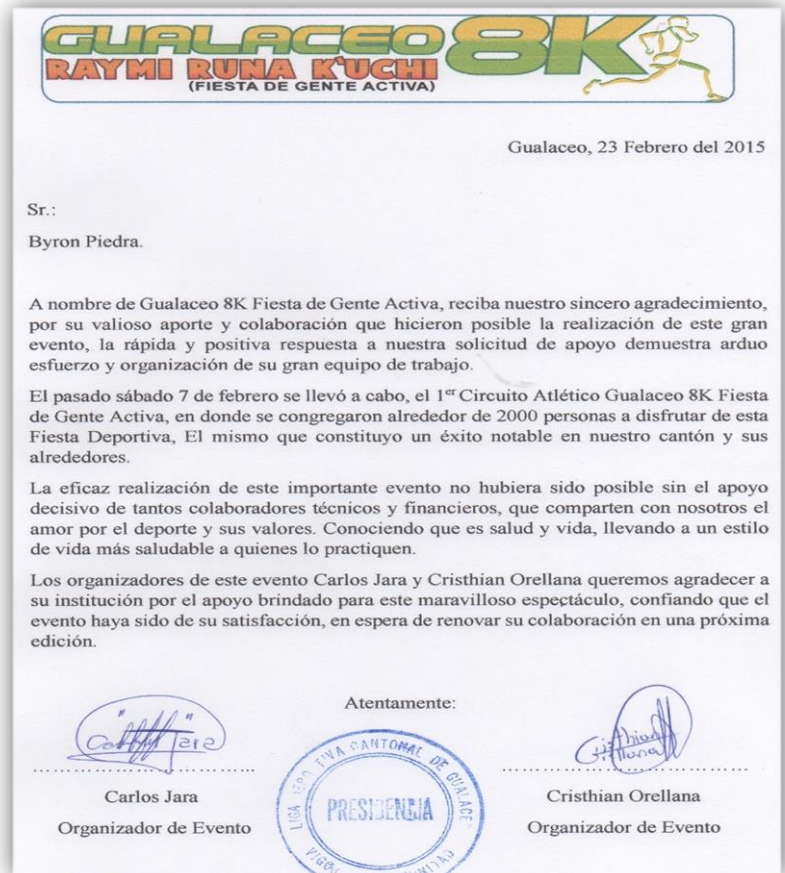 GUALACEO 8K
RAYMI RUNA K'UCHI
(FIESTA DE GENTE ACTIVA)
Gualaceo, 23 Febrero del 2015
Sr.:
Byron Piedra.
A nombre de Gualaceo 8K Fiesta de Gente Activa, reciba nuestro sincero agradecimiento,
por su valioso aporte y colaboración que hicieron posible la realización de este gran
evento, la rápida y positiva respuesta a nuestra solicitud de apoyo demuestra arduo
esfuerzo y organización de su gran equipo de trabajo.
El pasado sábado 7 de febrero se llevó a cabo, el 1er Circuito Atlético Gualaceo 8K Fiesta
de Gente Activa, en donde se congregaron alrededor de 2000 personas a disfrutar de esta
Fiesta Deportiva, El mismo que constituyo un éxito notable en nuestro cantón y sus
alrededores.
La eficaz realización de este importante evento no hubiera sido posible sin el apoyo
decisivo de tantos colaboradores técnicos y financieros, que comparten con nosotros el
amor por el deporte y sus valores. Conociendo que es salud y vida, llevando a un estilo
de vida más saludable a quienes lo practiquen.
Los organizadores de este evento Carlos Jara y Cristhian Orellana queremos agradecer a
su institución por el apoyo brindado para este maravilloso espectáculo, confiando que el
evento haya sido de su satisfacción, en espera de renovar su colaboración en una próxima
edición.
Atentamente:
Jara
LIGA CANTONAL DE GUALACEO
PRESIDENCIA
Carlos Jara
Organizador de Evento
Cristhian Orellana
Organizador de Evento